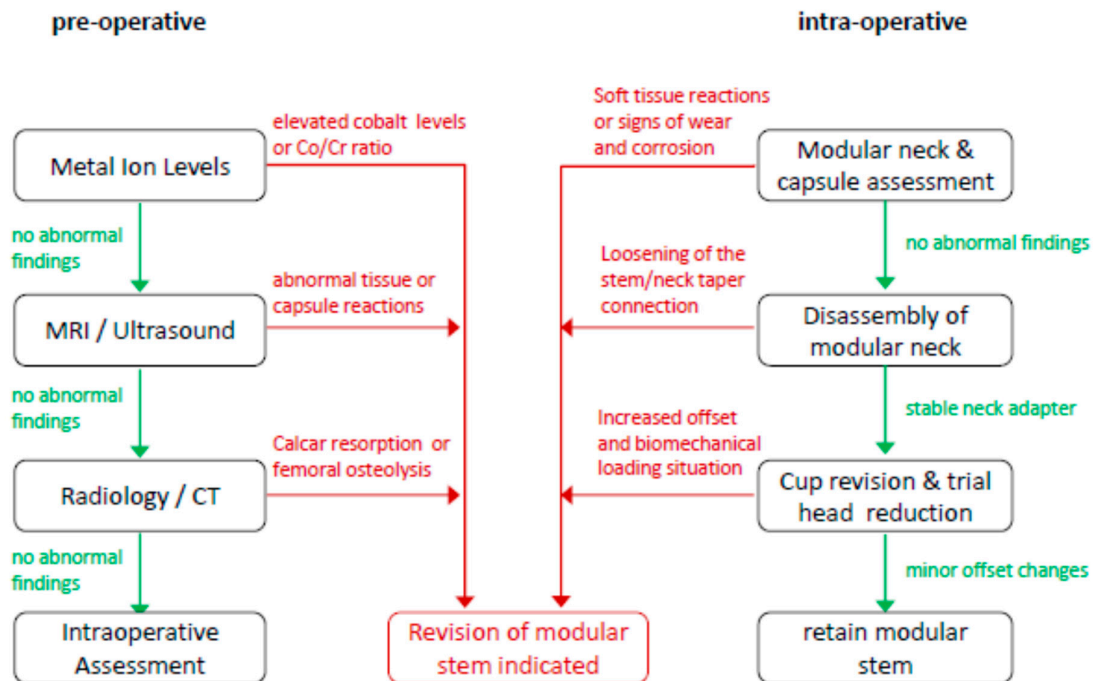 pre-operative
intra-operative
elevated cobalt levels
or Co/Cr ratio
Soft tissue reactions
or signs of wear
and corrosion
Metal Ion Levels
Modular neck &
capsule assessment
no abnormal
findings
no abnormal findings
abnormal tissue or
capsule reactions
Loosening of the
stem/neck taper
connection
MRI / Ultrasound
Disassembly of
modular neck
no abnormal
findings
stable neck adapter
Calcar resorption or
femoral osteolysis
Increased offset
and biomechanical
loading situation
Radiology / CT
Cup revision & trial
head reduction
no abnormal
findings
minor offset changes
Intraoperative
Assessment
Revision of modular
stem indicated
retain modular
stem